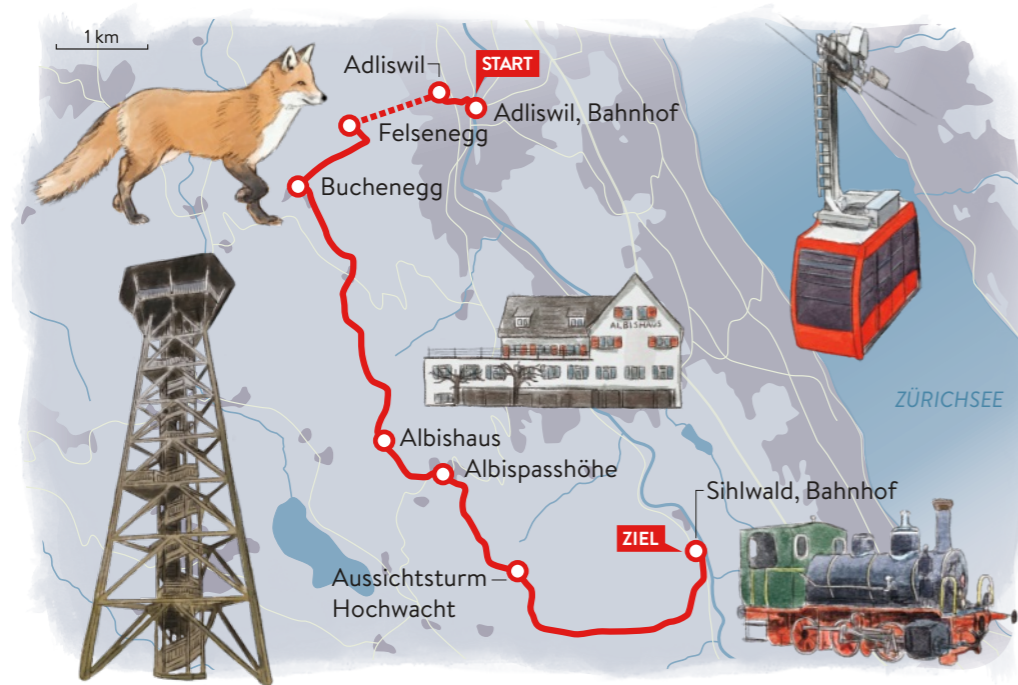 1 km
Adliswil
START
Adliswil, Bahnhof
Felsenegg
Buchenegg
ALBISHAUS
ZÜRICHSEE
Albishaus
Albispasshöhe
Sihlwald, Bahnhof
ZIEL
Aussichtsturm
Hochwacht